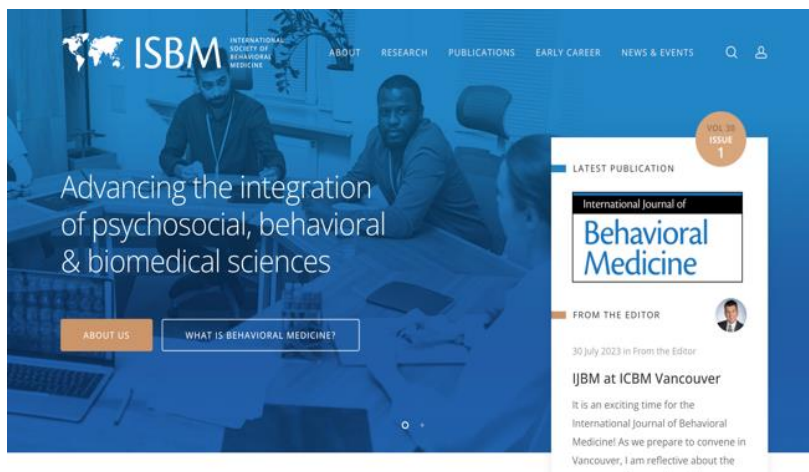 ISBM
INTERNATIONAL
SOCIETY OF
BEHAVIORAL
MEDICINE
ABOUT
RESEARCH
PUBLICATIONS
EARLY CAREER
NEWS & EVENTS
Advancing the integration
of psychosocial, behavioral
& biomedical sciences
ABOUT US
WHAT IS BEHAVIORAL MEDICINE?
VOL 30
ISSUE
1
LATEST PUBLICATION
International Journal of
Behavioral
Medicine
FROM THE EDITOR
30 July 2023 in From the Editor
IJBM at ICBM Vancouver
It is an exciting time for the
International Journal of Behavioral
Medicine! As we prepare to convene in
Vancouver, I am reflective about the